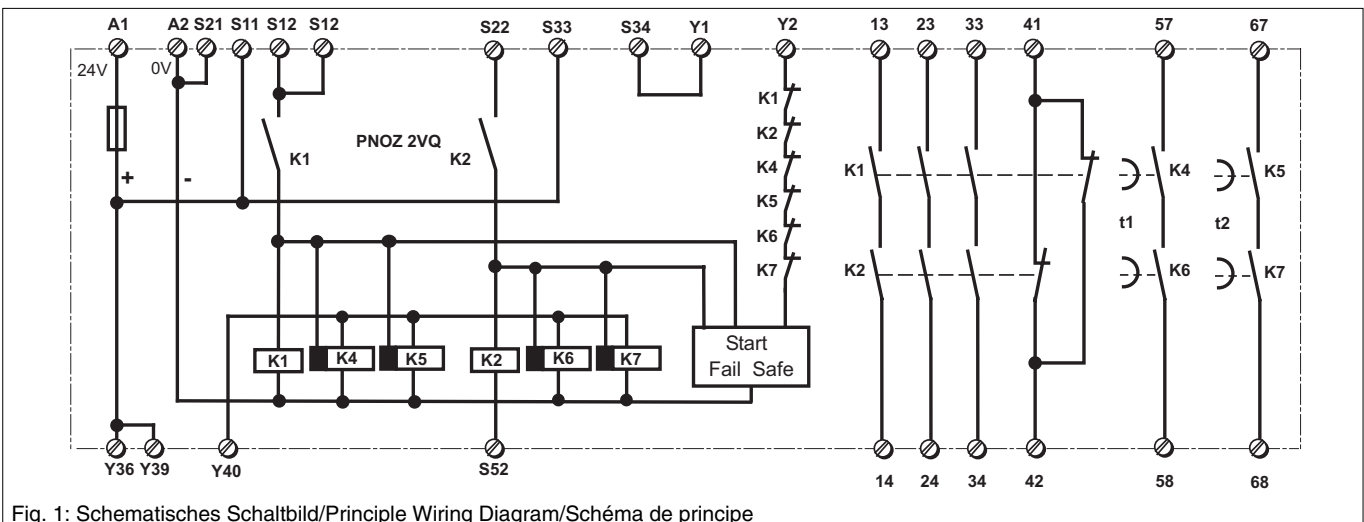 A1 A2 S21 S11 S12 S12 S22 S33 S34 Y1 Y2 13 23 33 41 57 67
24V 0V
K1
PNOZ 2VQ
K1 K2
K2
K4
K5
K6
K7
+ -
K1 K4 K5
t1 t2
K2 K6 K7
K1 K4 K5 K2 K6 K7
Start
Fail Safe
Y36 Y39 Y40 S52 14 24 34 42 58 68
Fig. 1: Schematisches Schaltbild/Principle Wiring Diagram/Schéma de principe